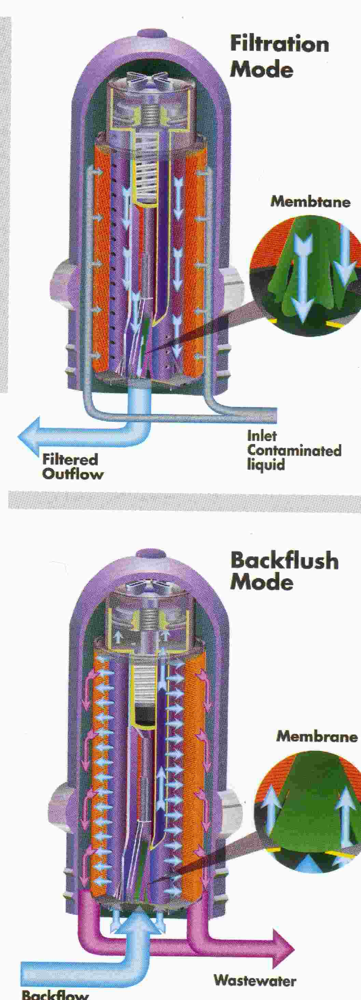 Filtration
Mode
Membtane
Inlet
Contaminated
liquid
Filtered
Outflow
Backflush
Mode
Membrane
Wastewater
Backflow